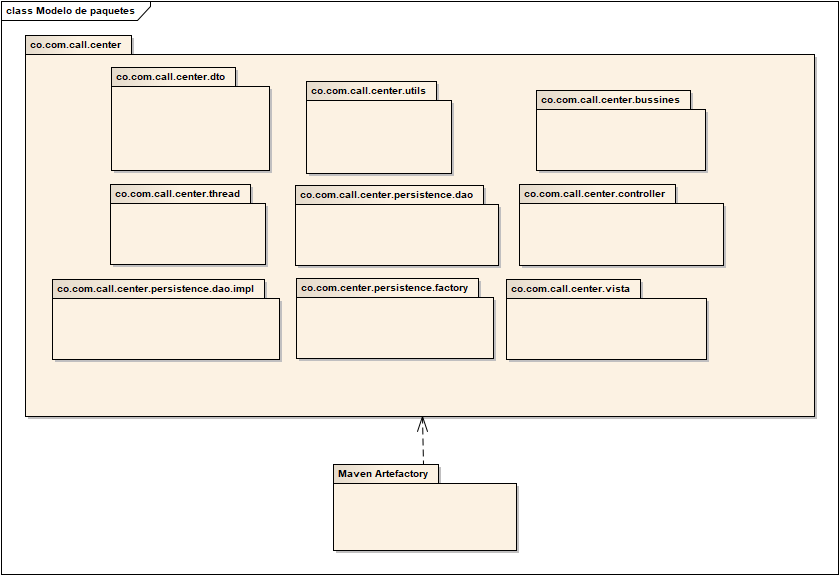 class Modelo de paquetes
co.com.call.center
co.com.call.center.dto
co.com.call.center.utils
co.com.call.center.bussines
co.com.call.center.thread
co.com.call.center.persistence.dao
co.com.call.center.controller
co.com.call.center.persistence.dao.impl
co.com.center.persistence.factory
co.com.call.center.vista
Maven Artefactory